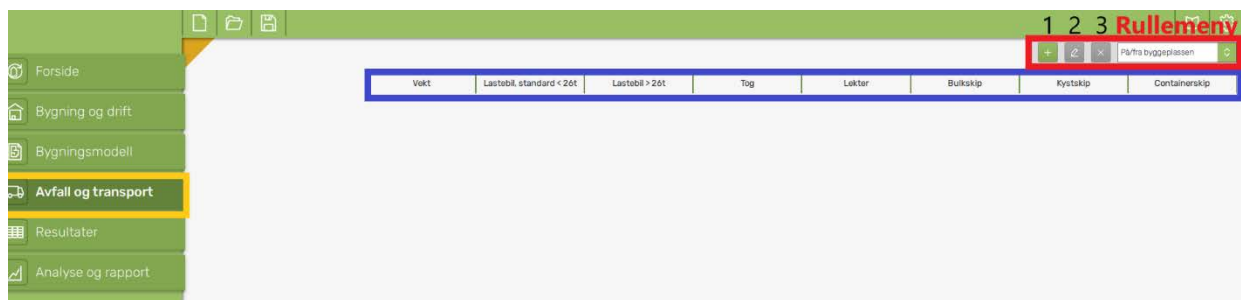 1 2 3 Rullemeny
På/fra byggeplassen
Forside
Vekt Lastebil, standard < 26t Lastebil > 26t Tog Lekter Bulkskip Kystskip Containerskip
Bygning og drift
Bygningsmodell
Avfall og transport
Resultater
Analyse og rapport